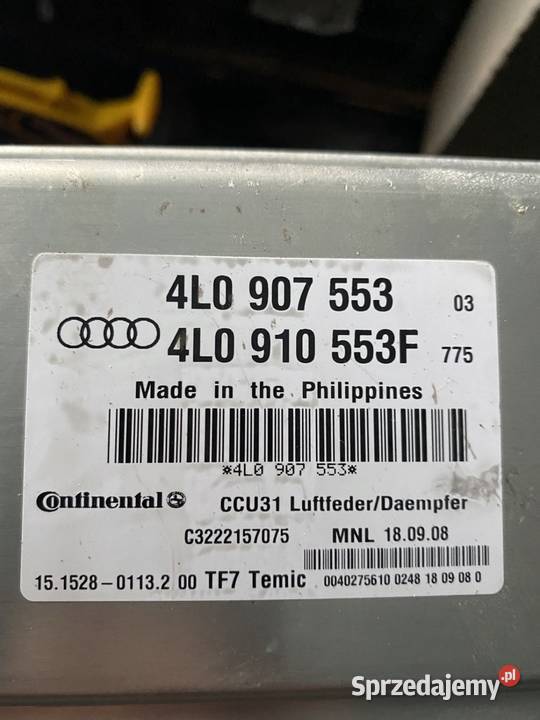 4L0 907 553 03
4L0 910 553F 775
Made in the Philippines
*4L0 907 553*
Continental CCU31 Luftfeder/Daempfer
C3222157075 MNL 18.09.08
15.1528-0113.2 00 TF7 Temic 0040275610 0248 18 09 08 0
Sprzedajemy.pl